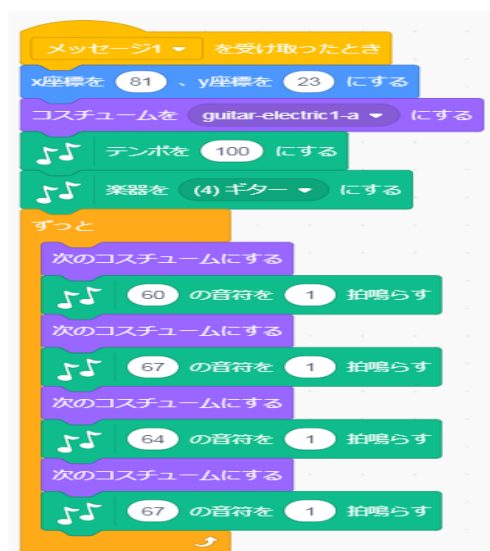 メッセージ1 を受け取ったとき
x座標を 81 、y座標を 23 にする
コスチュームを guitar-electric1-a にする
テンポを 100 にする
楽器を (4) ギター にする
ずっと
次のコスチュームにする
60 の音符を 1 拍鳴らす
次のコスチュームにする
67 の音符を 1 拍鳴らす
次のコスチュームにする
64 の音符を 1 拍鳴らす
次のコスチュームにする
67 の音符を 1 拍鳴らす